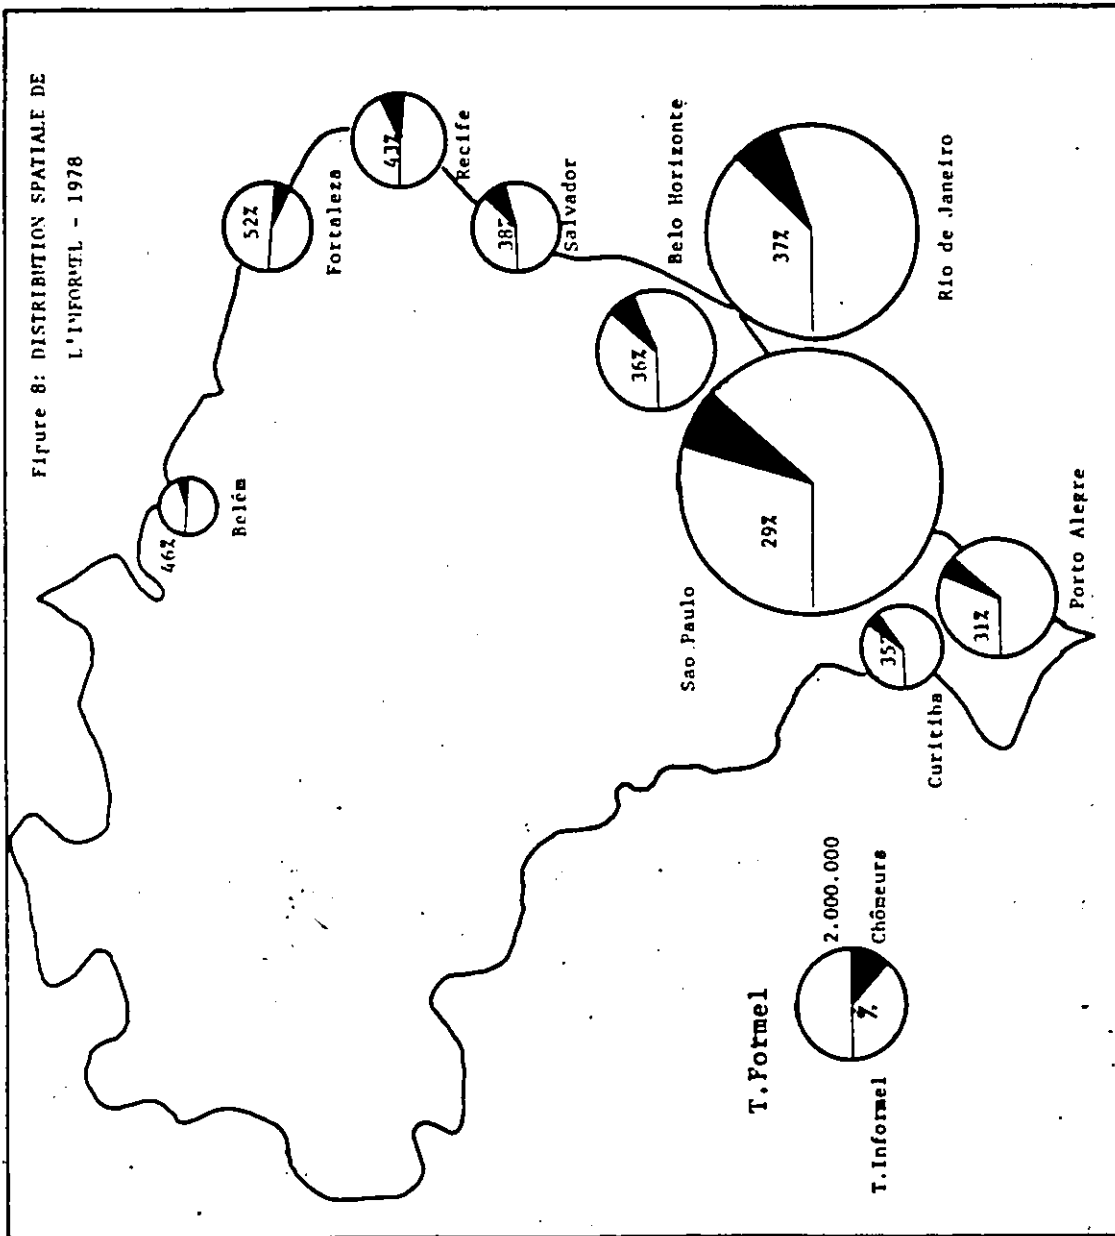 Figure 8: DISTRIBUTION SPATIALE DE
L'INFORMEL - 1978
46%
Belém
52%
Fortaleza
43%
Recife
38%
Salvador
36%
Belo Horizonte
37%
Rio de Janeiro
29%
Sao Paulo
35%
Curitiba
31%
Porto Alegre
T.Formel
2.000.000
%
Chômeurs
T.Informel